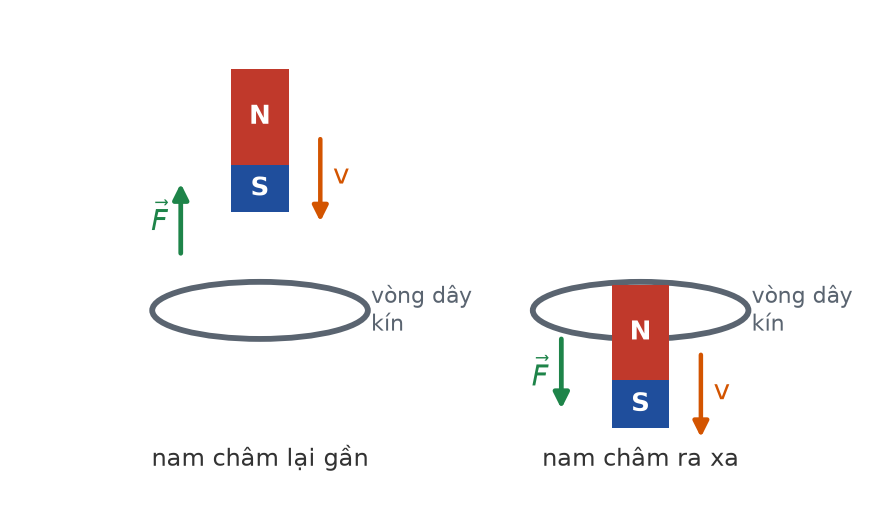 N
S
v
F⃗
vòng dây
kín
nam châm lại gần
vòng dây
kín
N
F⃗
S
v
nam châm ra xa